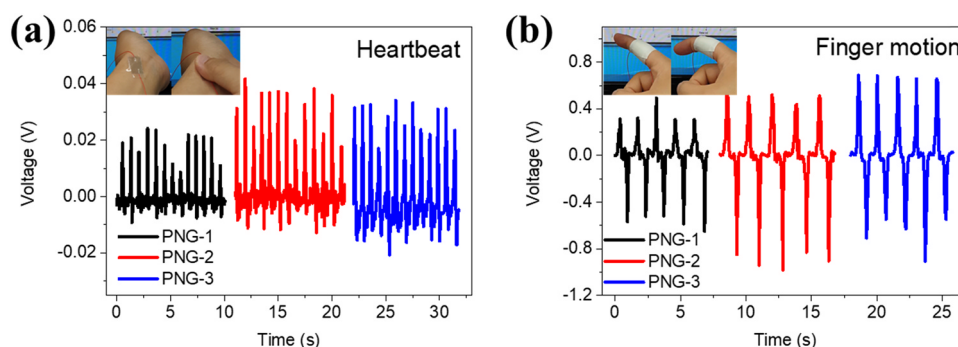 (a)
Heartbeat
0.06
0.04
0.02
0.00
-0.02
Voltage (V)
PNG-1
PNG-2
PNG-3
0 5 10 15 20 25 30
Time (s)
(b)
Finger motion
0.8
0.4
0.0
-0.4
-0.8
-1.2
Voltage (V)
PNG-1
PNG-2
PNG-3
0 5 10 15 20 25
Time (s)